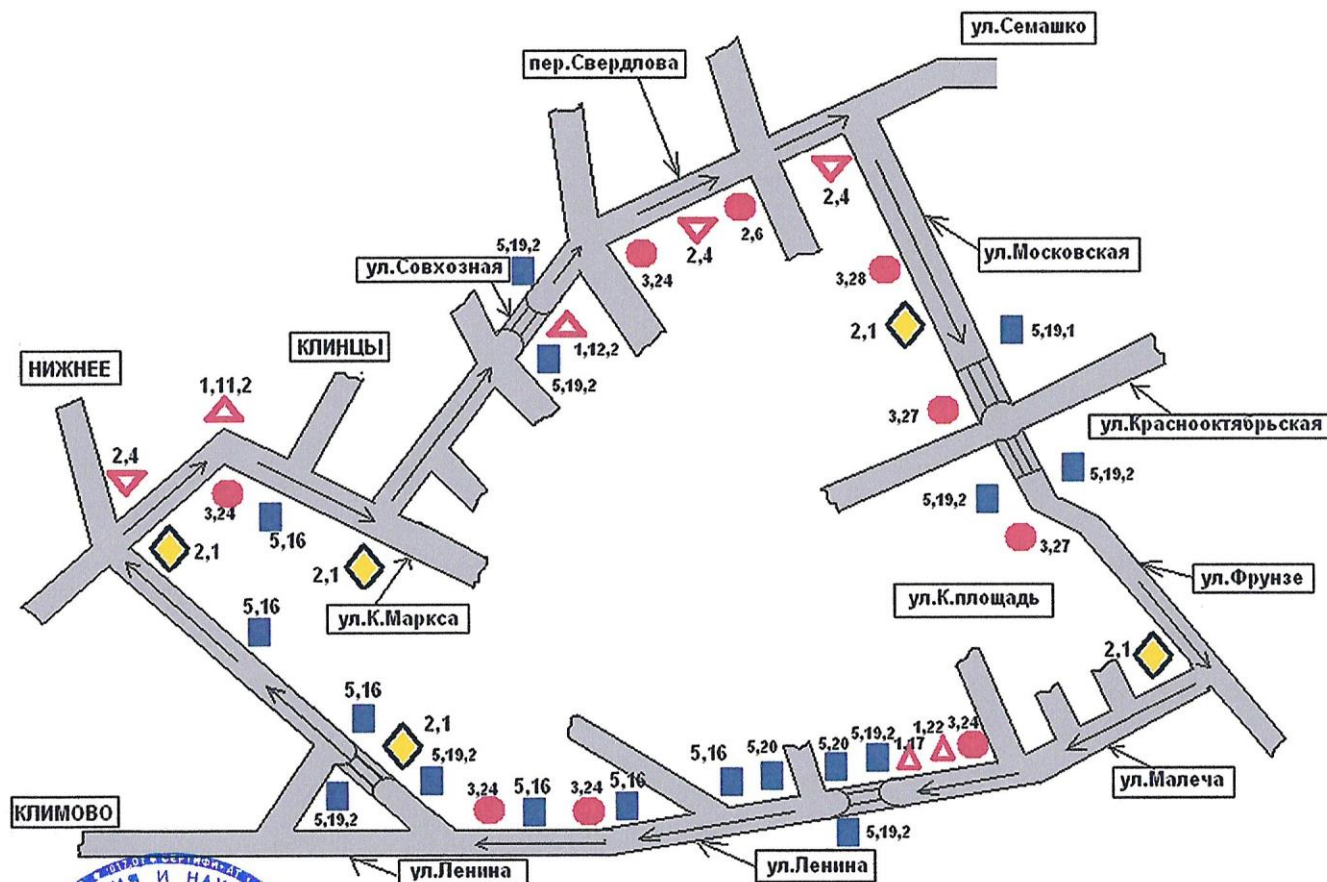 ул.Семашко
пер.Свердлова
2,4
2,6
2,4
3,24
5,19,2
ул.Совхозная
ул.Московская
3,28
2,1
5,19,1
1,12,2
5,19,2
КЛИНЦЫ
НИЖНЕЕ
1,11,2
3,27
ул.Краснооктябрьская
2,4
3,24
5,16
5,19,2
5,19,2
3,27
2,1
2,1
ул.К.Маркса
ул.Фрунзе
ул.К.площадь
5,16
2,1
5,16
2,1
5,19,2
5,16
5,20
5,20
5,19,2
1,17
1,22
3,24
ул.Малеча
3,24
5,16
3,24
5,16
5,19,2
5,19,2
КЛИМОВО
ул.Ленина
ул.Ленина